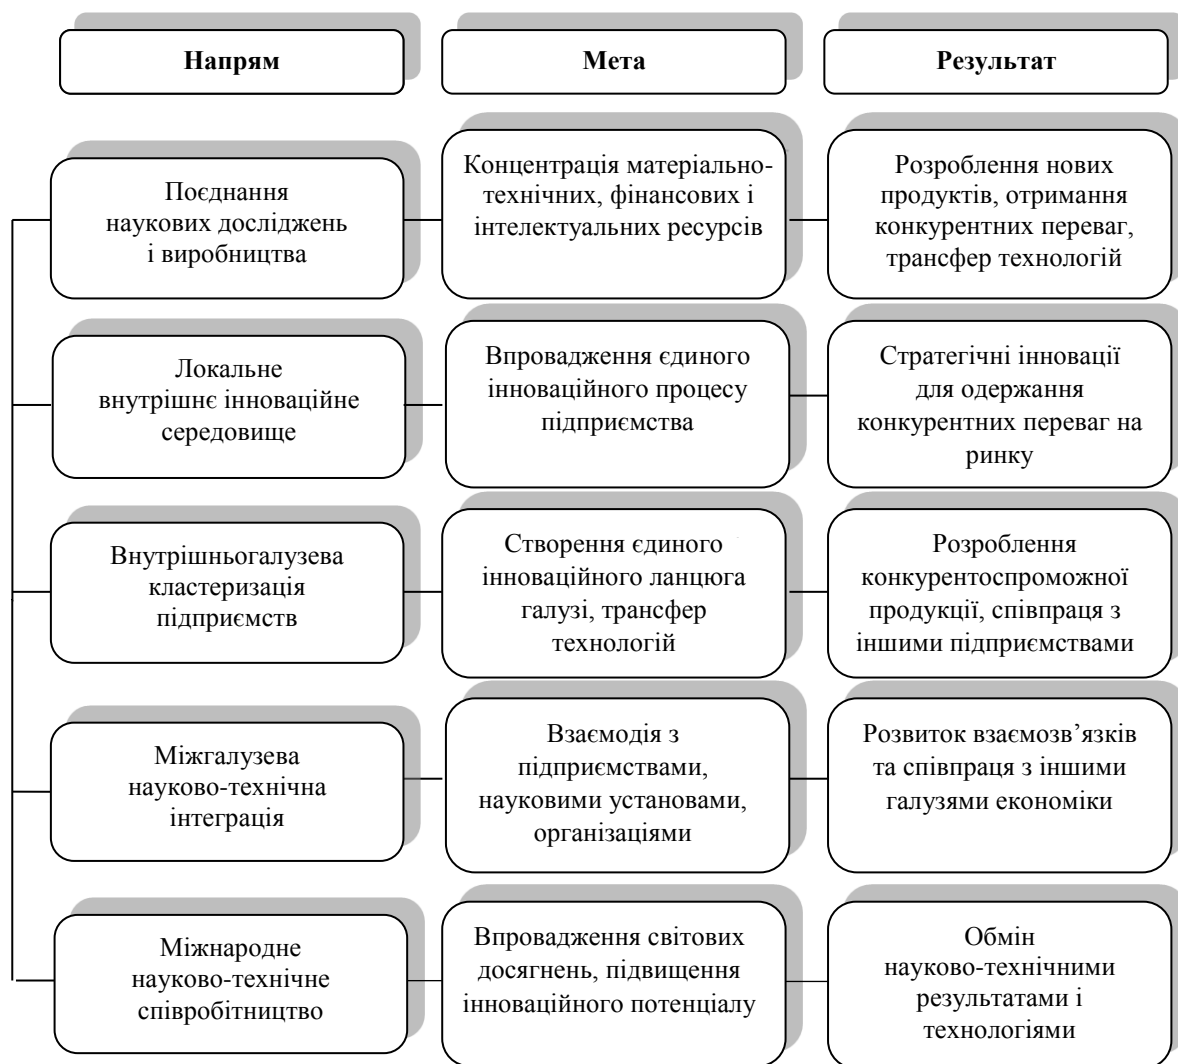 Напрям
Мета
Результат
Поєднання
наукових досліджень
і виробництва
Концентрація матеріально-
технічних, фінансових і
інтелектуальних ресурсів
Розроблення нових
продуктів, отримання
конкурентних переваг,
трансфер технологій
Локальне
внутрішнє інноваційне
середовище
Впровадження єдиного
інноваційного процесу
підприємства
Стратегічні інновації
для одержання
конкурентних переваг на
ринку
Внутрішньогалузева
кластеризація
підприємств
Створення єдиного
інноваційного ланцюга
галузі, трансфер
технологій
Розроблення
конкурентоспроможної
продукції, співпраця з
іншими підприємствами
Міжгалузева
науково-технічна
інтеграція
Взаємодія з
підприємствами,
науковими установами,
організаціями
Розвиток взаємозв’язків
та співпраця з іншими
галузями економіки
Міжнародне
науково-технічне
співробітництво
Впровадження світових
досягнень, підвищення
інноваційного потенціалу
Обмін
науково-технічними
результатами і
технологіями